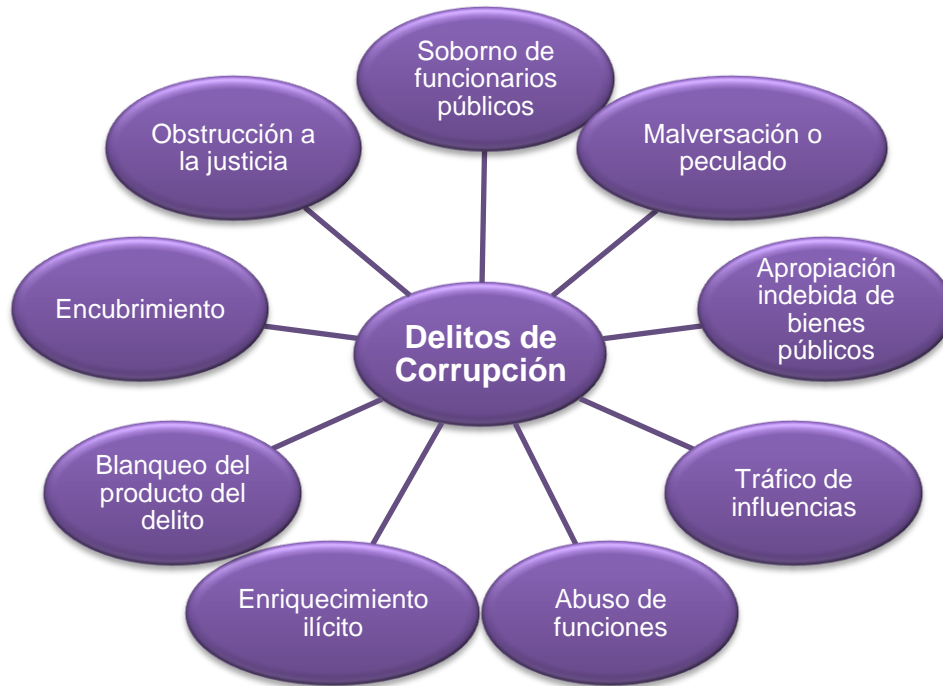 Soborno de
funcionarios
públicos
Malversación o
peculado
Apropiación
indebida de
bienes
públicos
Tráfico de
influencias
Abuso de
funciones
Enriquecimiento
ilícito
Blanqueo del
producto del
delito
Encubrimiento
Obstrucción a
la justicia
Delitos de
Corrupción